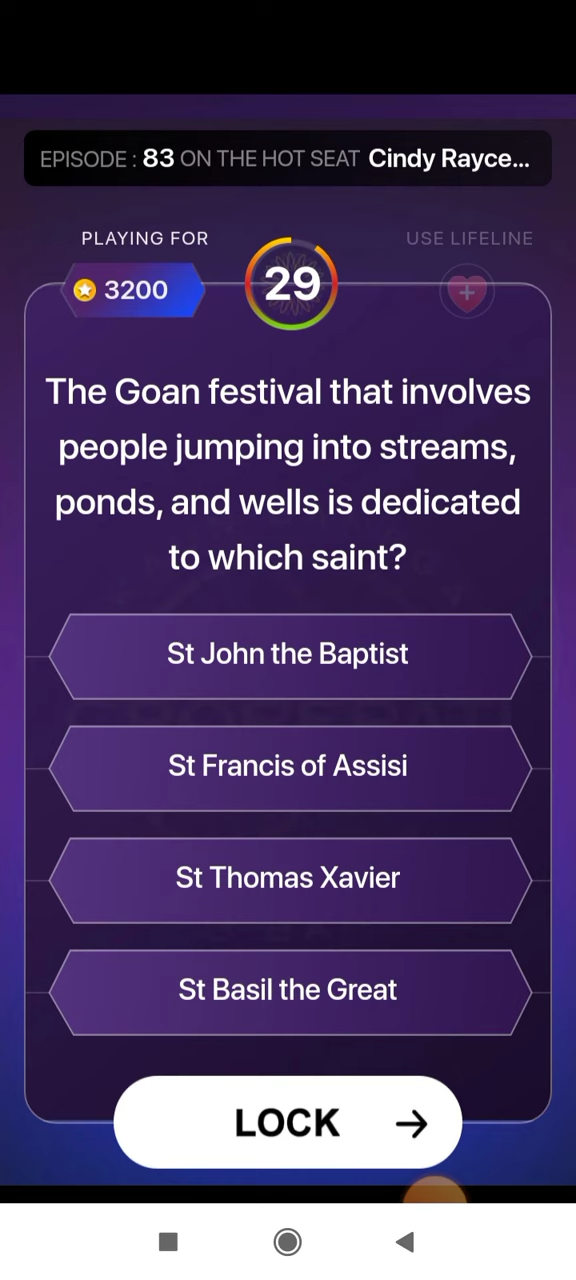 EPISODE : 83 ON THE HOT SEAT Cindy Rayce...
PLAYING FOR
USE LIFELINE
3200
29
The Goan festival that involves
people jumping into streams,
ponds, and wells is dedicated
to which saint?
St John the Baptist
St Francis of Assisi
St Thomas Xavier
St Basil the Great
LOCK